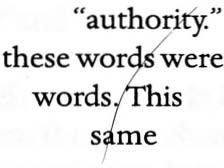 “authority.”
these words were
words. This
same